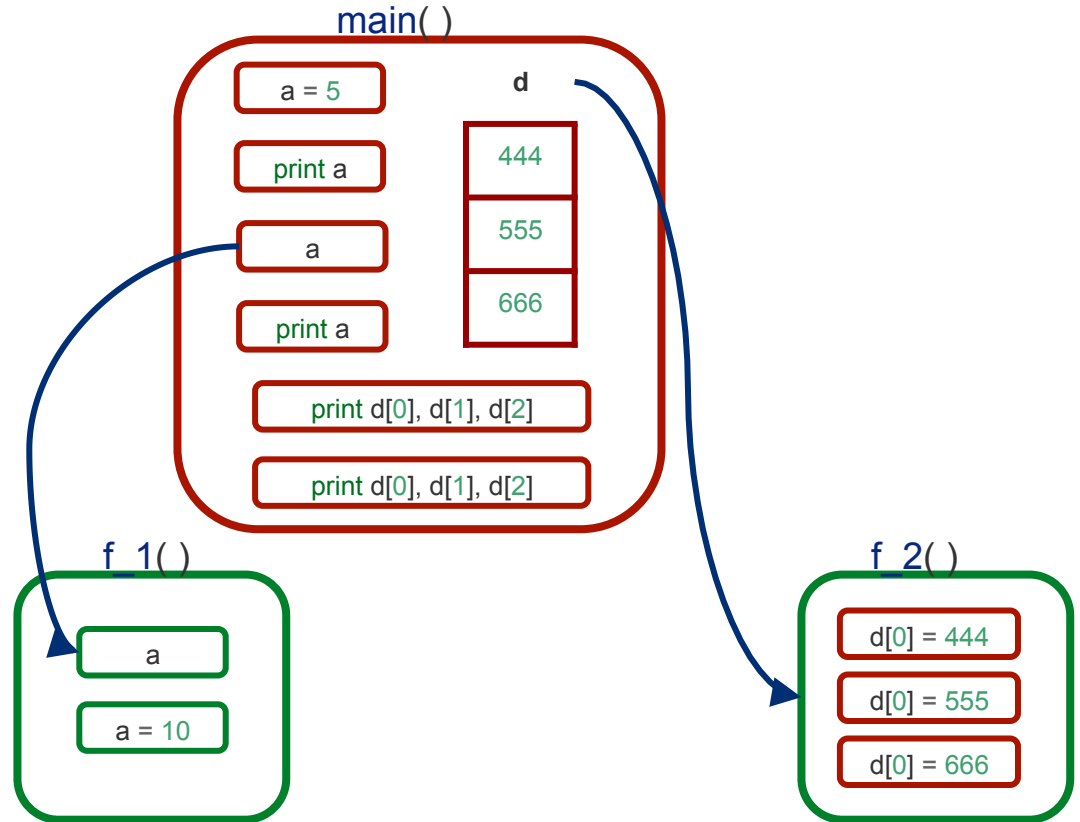 main( )
a = 5
d
print a
444
a
555
print a
666
print d[0], d[1], d[2]
print d[0], d[1], d[2]
f_1( )
a
a = 10
f_2( )
d[0] = 444
d[0] = 555
d[0] = 666